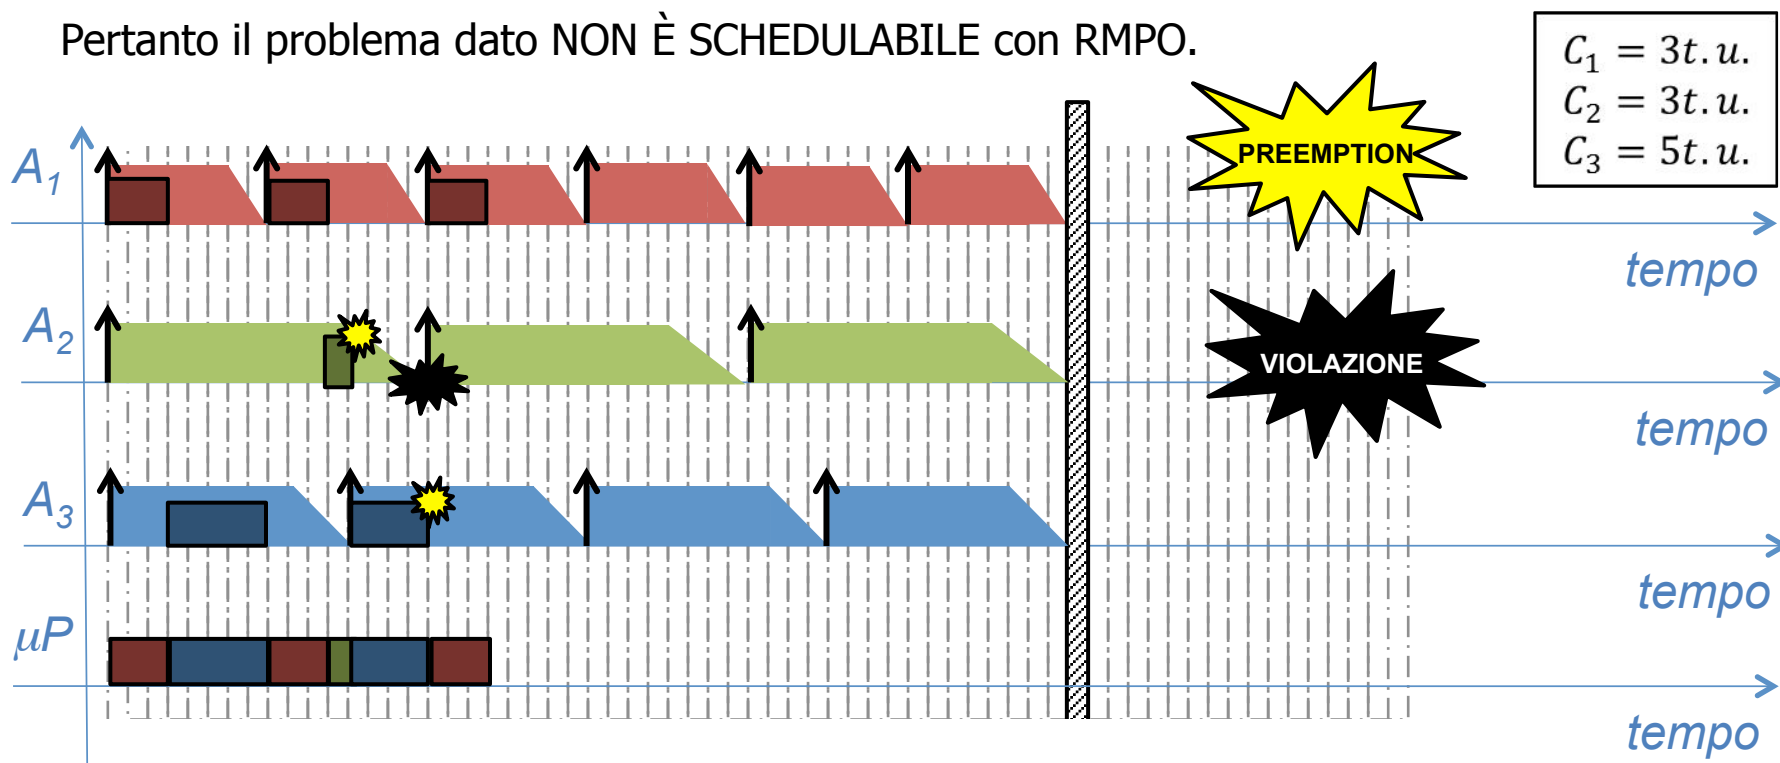 Pertanto il problema dato NON È SCHEDULABILE con RMPO.
C₁ = 3t.u.
C₂ = 3t.u.
C₃ = 5t.u.
PREEMPTION
A₁
tempo
A₂
VIOLAZIONE
tempo
A₃
tempo
μP
tempo